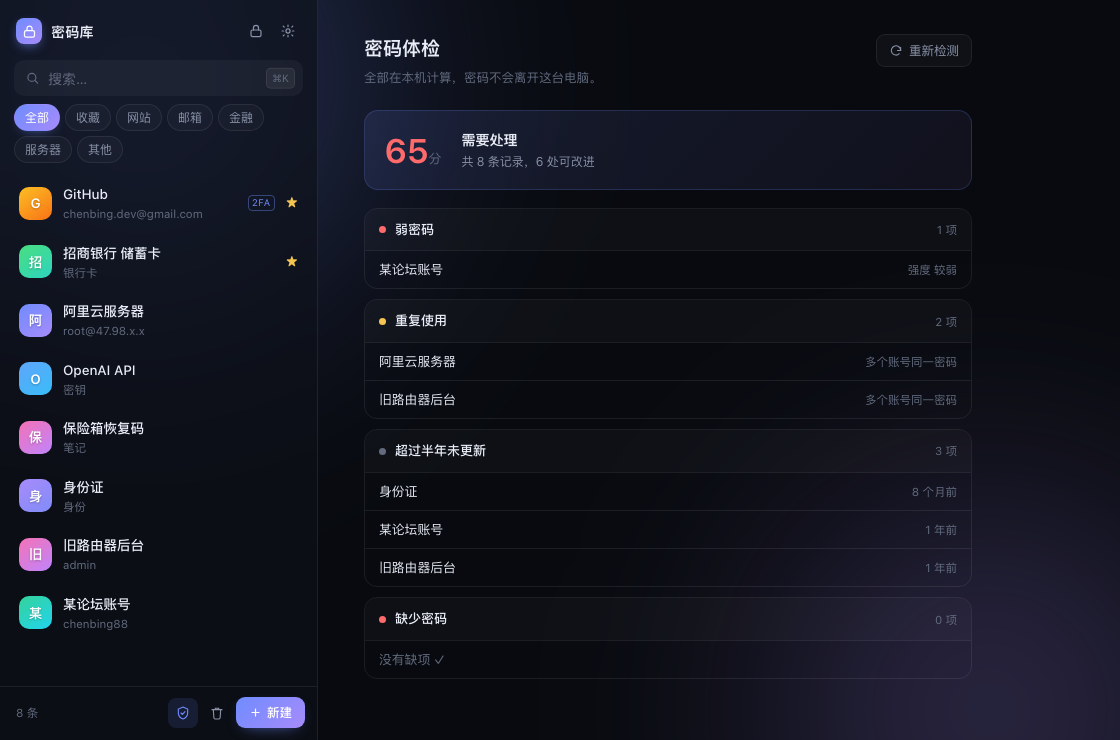 密码库
搜索...
⌘K
全部 收藏 网站 邮箱 金融
服务器 其他
G
GitHub
chenbing.dev@gmail.com
2FA
招
招商银行 储蓄卡
银行卡
阿
阿里云服务器
root@47.98.x.x
O
OpenAI API
密钥
保
保险箱恢复码
笔记
身
身份证
身份
旧
旧路由器后台
admin
某
某论坛账号
chenbing88
8 条
新建
密码体检
全部在本机计算，密码不会离开这台电脑。
重新检测
65分
需要处理
共 8 条记录，6 处可改进
弱密码 1 项
某论坛账号 强度 较弱
重复使用 2 项
阿里云服务器 多个账号同一密码
旧路由器后台 多个账号同一密码
超过半年未更新 3 项
身份证 8 个月前
某论坛账号 1 年前
旧路由器后台 1 年前
缺少密码 0 项
没有缺项 ✓